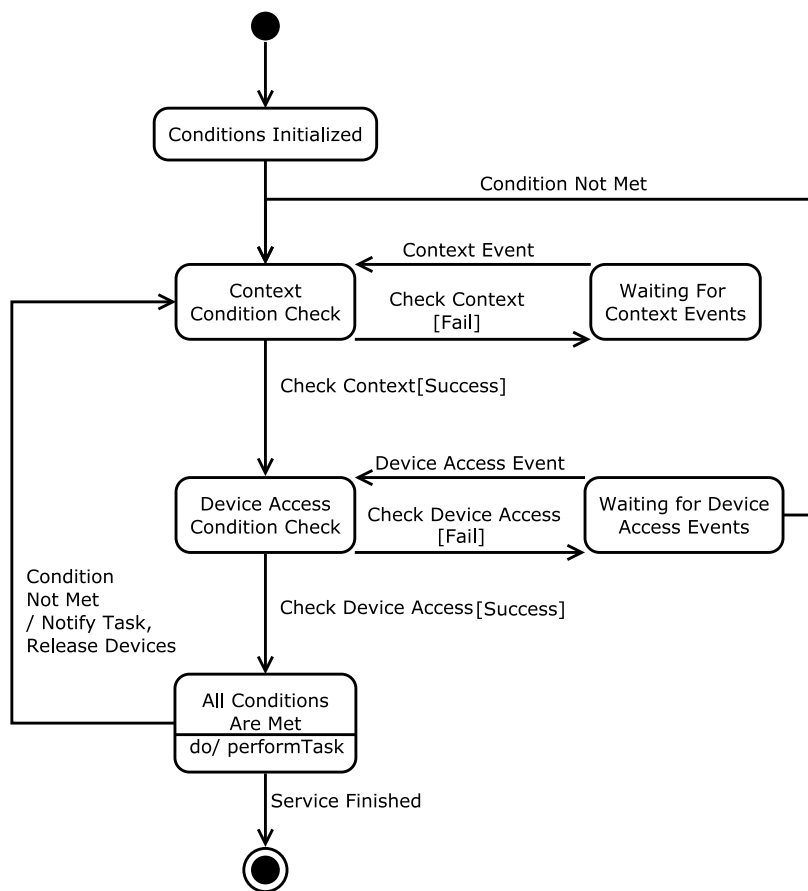 Conditions Initialized
Condition Not Met
Context Event
Context
Condition Check
Check Context
[Fail]
Waiting For
Context Events
Check Context[Success]
Device Access Event
Device Access
Condition Check
Check Device Access
[Fail]
Waiting for Device
Access Events
Condition
Not Met
/ Notify Task,
Release Devices
Check Device Access[Success]
All Conditions
Are Met
do/ performTask
Service Finished